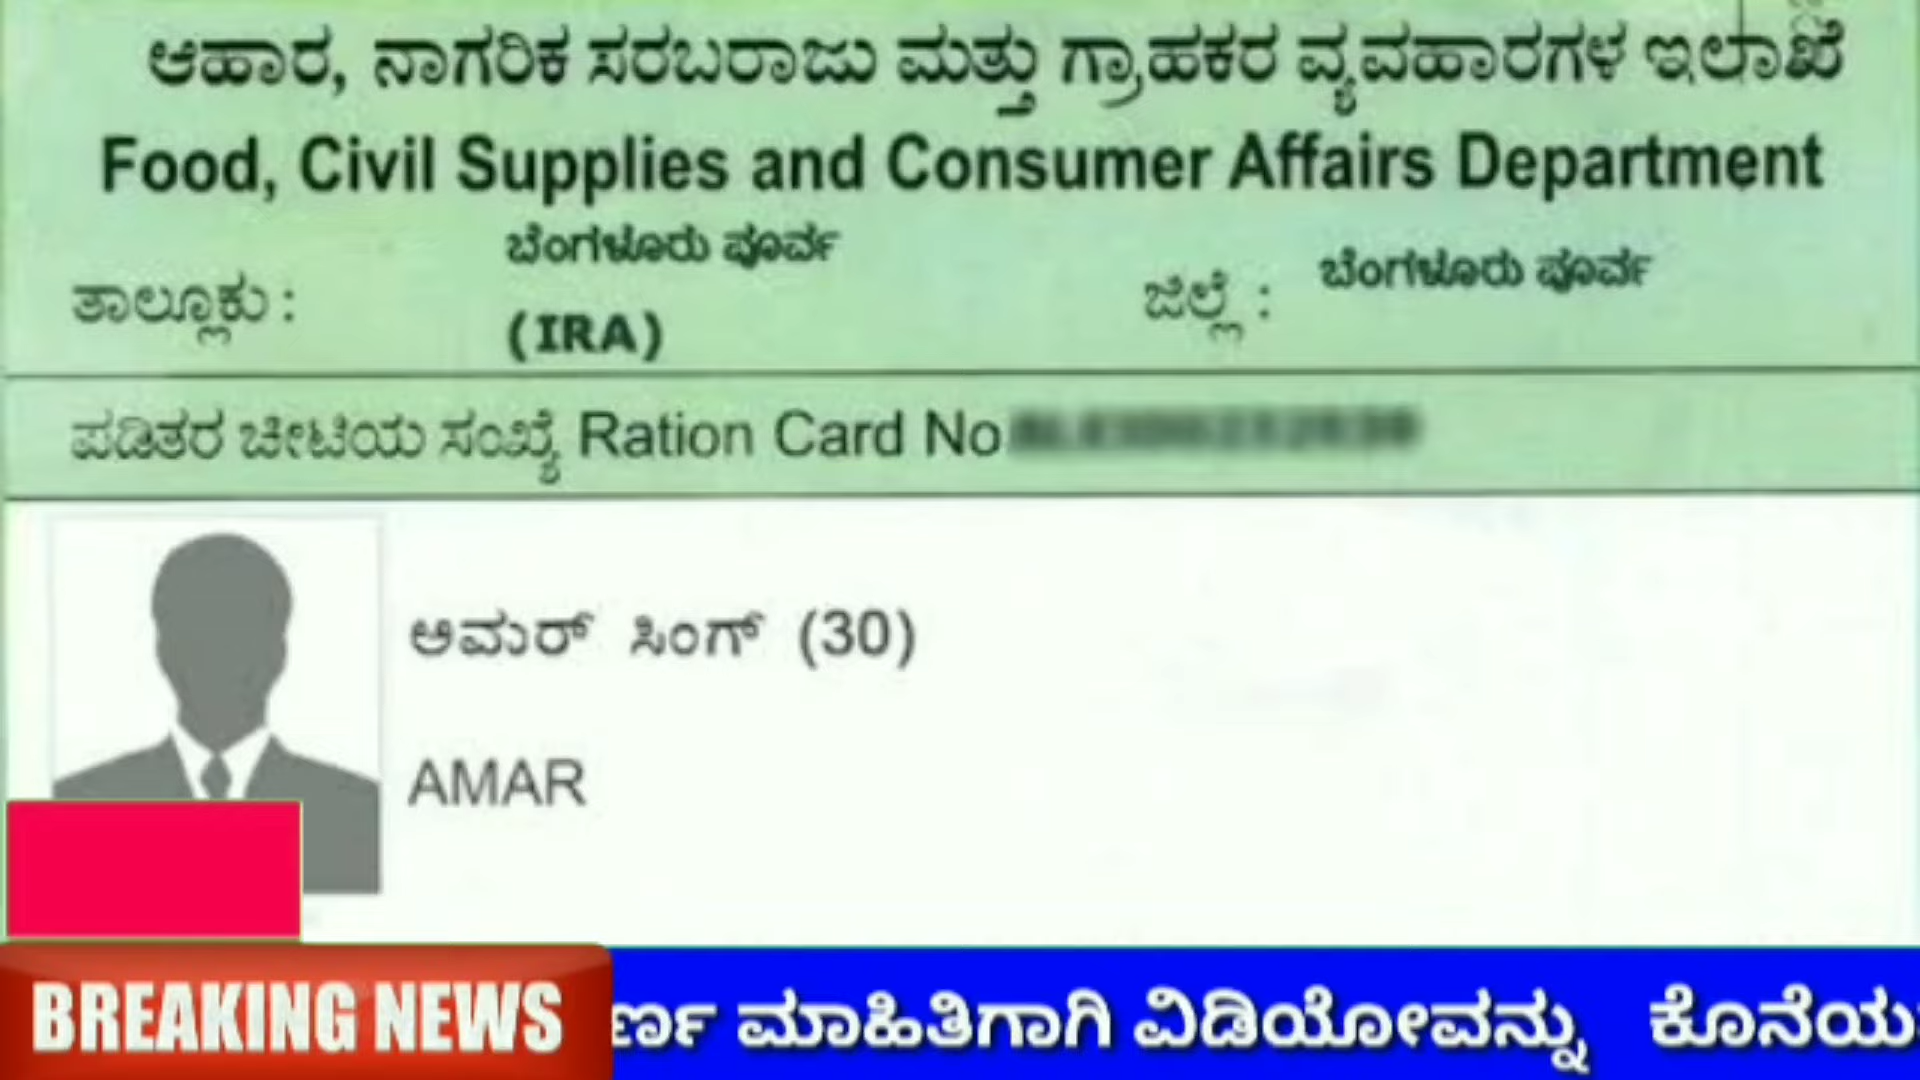 ಆಹಾರ, ನಾಗರಿಕ ಸರಬರಾಜು ಮತ್ತು ಗ್ರಾಹಕರ ವ್ಯವಹಾರಗಳ ಇಲಾಖೆ
Food, Civil Supplies and Consumer Affairs Department
ತಾಲ್ಲೂಕು : ಬೆಂಗಳೂರು ಪೂರ್ವ (IRA) ಜಿಲ್ಲೆ : ಬೆಂಗಳೂರು ಪೂರ್ವ
ಪಡಿತರ ಚೀಟಿಯ ಸಂಖ್ಯೆ Ration Card No
ಅಮರ್ ಸಿಂಗ್ (30)
AMAR
BREAKING NEWS ರ್ಣ ಮಾಹಿತಿಗಾಗಿ ವಿಡಿಯೋವನ್ನು ಕೊನೆಯ